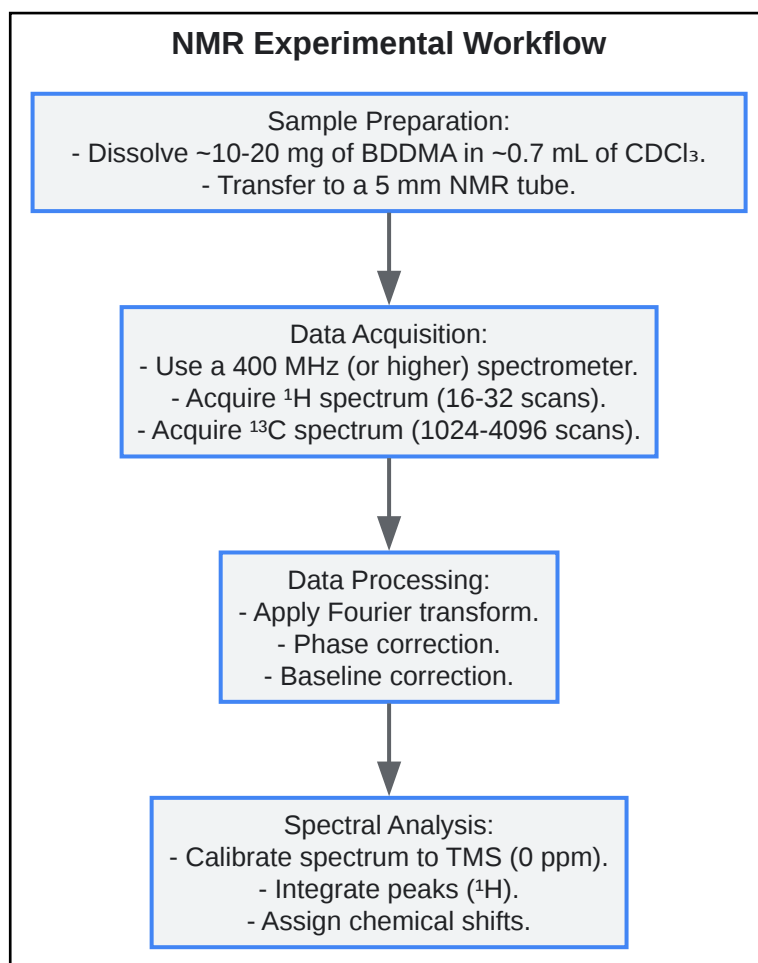 NMR Experimental Workflow
Sample Preparation:
- Dissolve ~10-20 mg of BDDMA in ~0.7 mL of CDCl₃.
- Transfer to a 5 mm NMR tube.
Data Acquisition:
- Use a 400 MHz (or higher) spectrometer.
- Acquire ¹H spectrum (16-32 scans).
- Acquire ¹³C spectrum (1024-4096 scans).
Data Processing:
- Apply Fourier transform.
- Phase correction.
- Baseline correction.
Spectral Analysis:
- Calibrate spectrum to TMS (0 ppm).
- Integrate peaks (¹H).
- Assign chemical shifts.